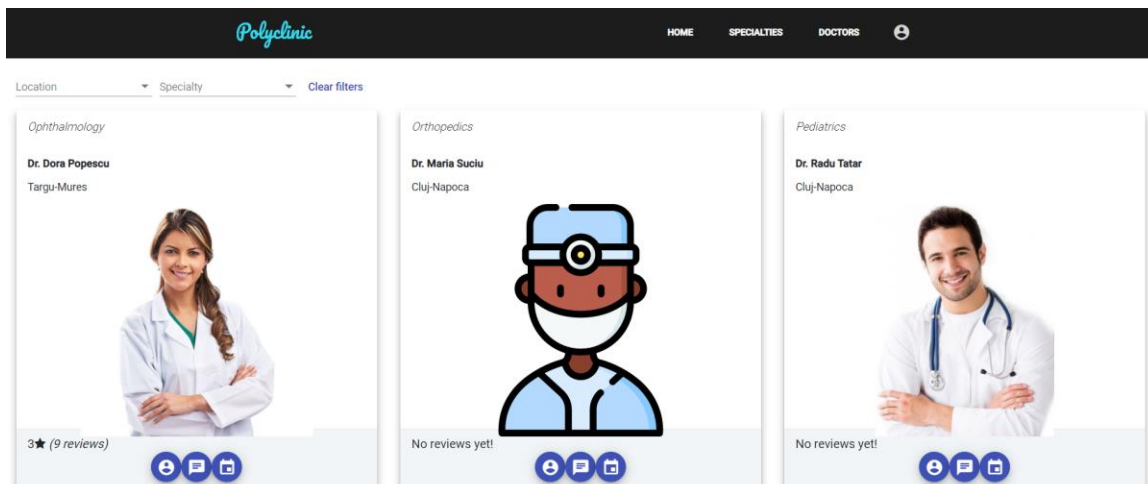 Polyclinic
HOME SPECIALTIES DOCTORS
Location Specialty Clear filters
Ophthalmology
Dr. Dora Popescu
Targu-Mures
3★ (9 reviews)
Orthopedics
Dr. Maria Suciu
Cluj-Napoca
No reviews yet!
Pediatrics
Dr. Radu Tatar
Cluj-Napoca
No reviews yet!